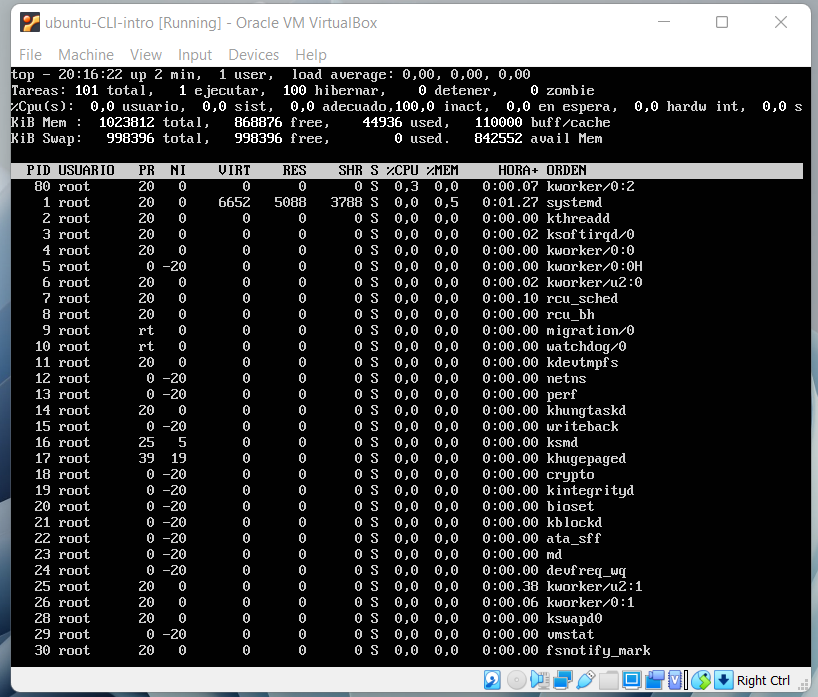 ubuntu-CLI-intro [Running] - Oracle VM VirtualBox
File Machine View Input Devices Help
top - 20:16:22 up 2 min, 1 user, load average: 0,00, 0,00, 0,00
Tareas: 101 total, 1 ejecutar, 100 hibernar, 0 detener, 0 zombie
%Cpu(s): 0,0 usuario, 0,0 sist, 0,0 adecuado,100,0 inact, 0,0 en espera, 0,0 hardw int, 0,0 s
KiB Mem : 1023812 total, 868876 free, 44936 used, 110000 buff/cache
KiB Swap: 998396 total, 998396 free, 0 used. 842552 avail Mem
PID USUARIO PR NI VIRT RES SHR S %CPU %MEM HORA+ ORDEN
80 root 20 0 0 0 0 S 0,3 0,0 0:00.07 kworker/0:2
1 root 20 0 6652 5088 3788 S 0,0 0,5 0:01.27 systemd
2 root 20 0 0 0 0 S 0,0 0,0 0:00.00 kthreadd
3 root 20 0 0 0 0 S 0,0 0,0 0:00.02 ksoftirqd/0
4 root 20 0 0 0 0 S 0,0 0,0 0:00.00 kworker/0:0
5 root 0 -20 0 0 0 S 0,0 0,0 0:00.00 kworker/0:0H
6 root 20 0 0 0 0 S 0,0 0,0 0:00.02 kworker/u2:0
7 root 20 0 0 0 0 S 0,0 0,0 0:00.10 rcu_sched
8 root 20 0 0 0 0 S 0,0 0,0 0:00.00 rcu_bh
9 root rt 0 0 0 0 S 0,0 0,0 0:00.00 migration/0
10 root rt 0 0 0 0 S 0,0 0,0 0:00.00 watchdog/0
11 root 20 0 0 0 0 S 0,0 0,0 0:00.00 kdevtmpfs
12 root 0 -20 0 0 0 S 0,0 0,0 0:00.00 netns
13 root 0 -20 0 0 0 S 0,0 0,0 0:00.00 perf
14 root 20 0 0 0 0 S 0,0 0,0 0:00.00 khungtaskd
15 root 0 -20 0 0 0 S 0,0 0,0 0:00.00 writeback
16 root 25 5 0 0 0 S 0,0 0,0 0:00.00 ksmd
17 root 39 19 0 0 0 S 0,0 0,0 0:00.00 khugepaged
18 root 0 -20 0 0 0 S 0,0 0,0 0:00.00 crypto
19 root 0 -20 0 0 0 S 0,0 0,0 0:00.00 kintegrityd
20 root 0 -20 0 0 0 S 0,0 0,0 0:00.00 bioset
21 root 0 -20 0 0 0 S 0,0 0,0 0:00.00 kblockd
22 root 0 -20 0 0 0 S 0,0 0,0 0:00.00 ata_sff
23 root 0 -20 0 0 0 S 0,0 0,0 0:00.00 md
24 root 0 -20 0 0 0 S 0,0 0,0 0:00.00 devfreq_wq
25 root 20 0 0 0 0 S 0,0 0,0 0:00.38 kworker/u2:1
26 root 20 0 0 0 0 S 0,0 0,0 0:00.06 kworker/0:1
28 root 20 0 0 0 0 S 0,0 0,0 0:00.00 kswapd0
29 root 0 -20 0 0 0 S 0,0 0,0 0:00.00 vmstat
30 root 20 0 0 0 0 S 0,0 0,0 0:00.00 fsnotify_mark
Right Ctrl